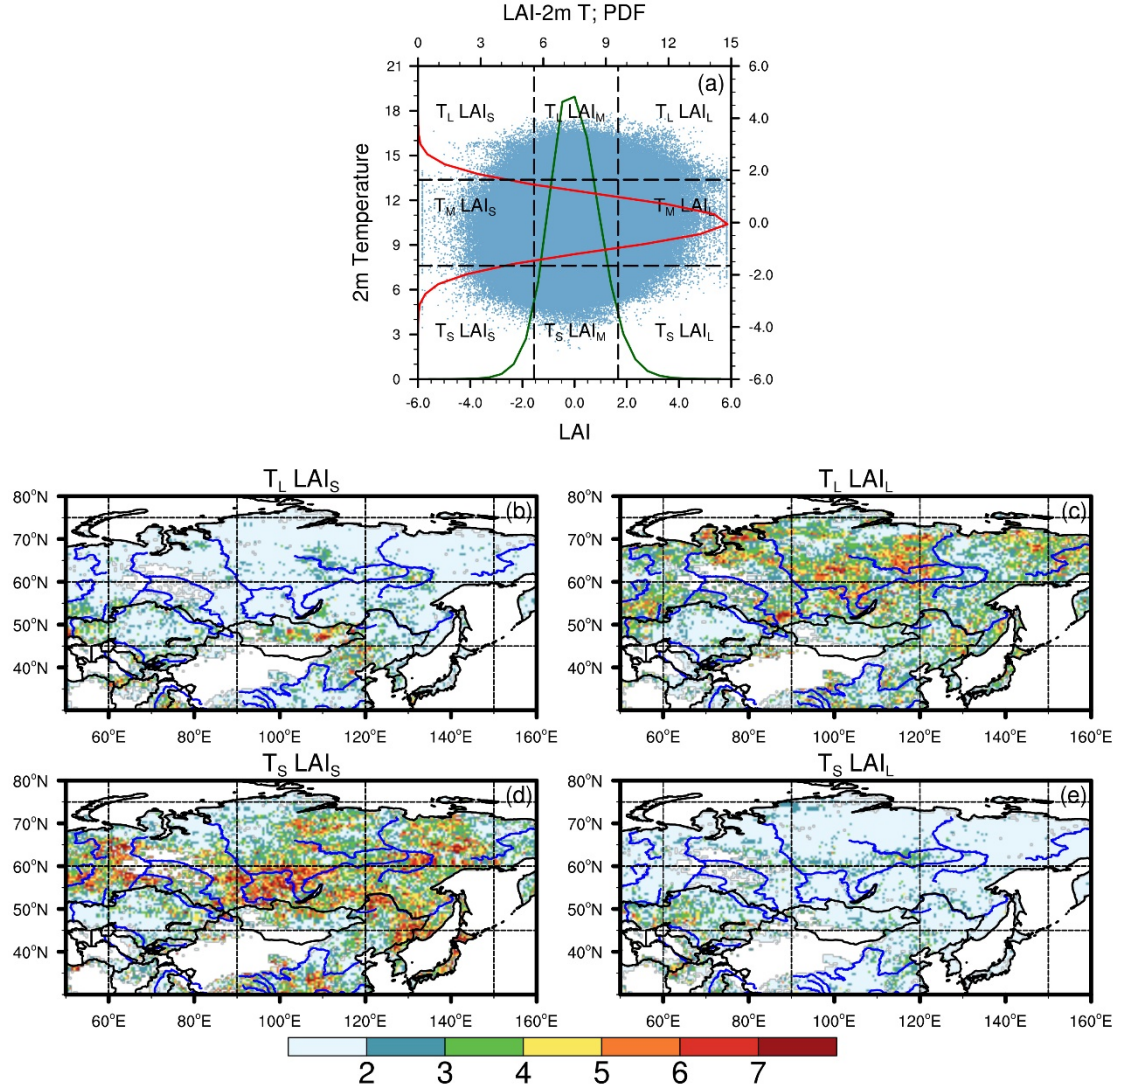 LAI-2m T; PDF
0 3 6 9 12 15
21 6.0
(a)
T_L LAI_S T_L LAI_M T_L LAI_L
18
4.0
15
2.0
12
T_M LAI_S T_M LAI_L
0.0
9
-2.0
6
T_S LAI_S T_S LAI_M T_S LAI_L
-4.0
3
0 -6.0
2m Temperature
-6.0 -4.0 -2.0 0.0 2.0 4.0 6.0
LAI
T_L LAI_S
(b)
80°N
70°N
60°N
50°N
40°N
60°E 80°E 100°E 120°E 140°E 160°E
T_L LAI_L
(c)
80°N
70°N
60°N
50°N
40°N
60°E 80°E 100°E 120°E 140°E 160°E
T_S LAI_S
(d)
80°N
70°N
60°N
50°N
40°N
60°E 80°E 100°E 120°E 140°E 160°E
T_S LAI_L
(e)
80°N
70°N
60°N
50°N
40°N
60°E 80°E 100°E 120°E 140°E 160°E
2 3 4 5 6 7